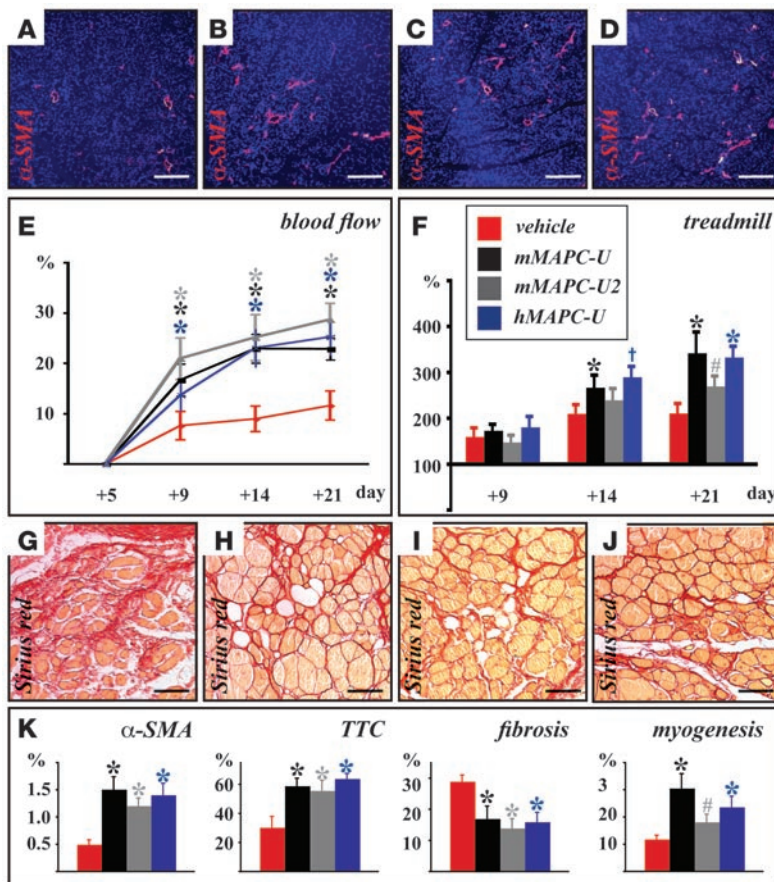 A
B
C
D
α-SMA
α-SMA
α-SMA
α-SMA
E
blood flow
%
30
20
10
+5
+9
+14
+21
day
*
*
*
*
*
*
*
*
*
F
treadmill
vehicle
mMAPC-U
mMAPC-U2
hMAPC-U
%
400
300
200
100
*
†
*
#
*
+9
+14
+21
day
G
H
I
J
Sirius red
Sirius red
Sirius red
Sirius red
K
α-SMA
%
1.5
1.0
0.5
*
*
*
TTC
%
60
40
20
*
*
*
fibrosis
%
30
20
10
*
*
*
myogenesis
%
3
20
10
*
#
*